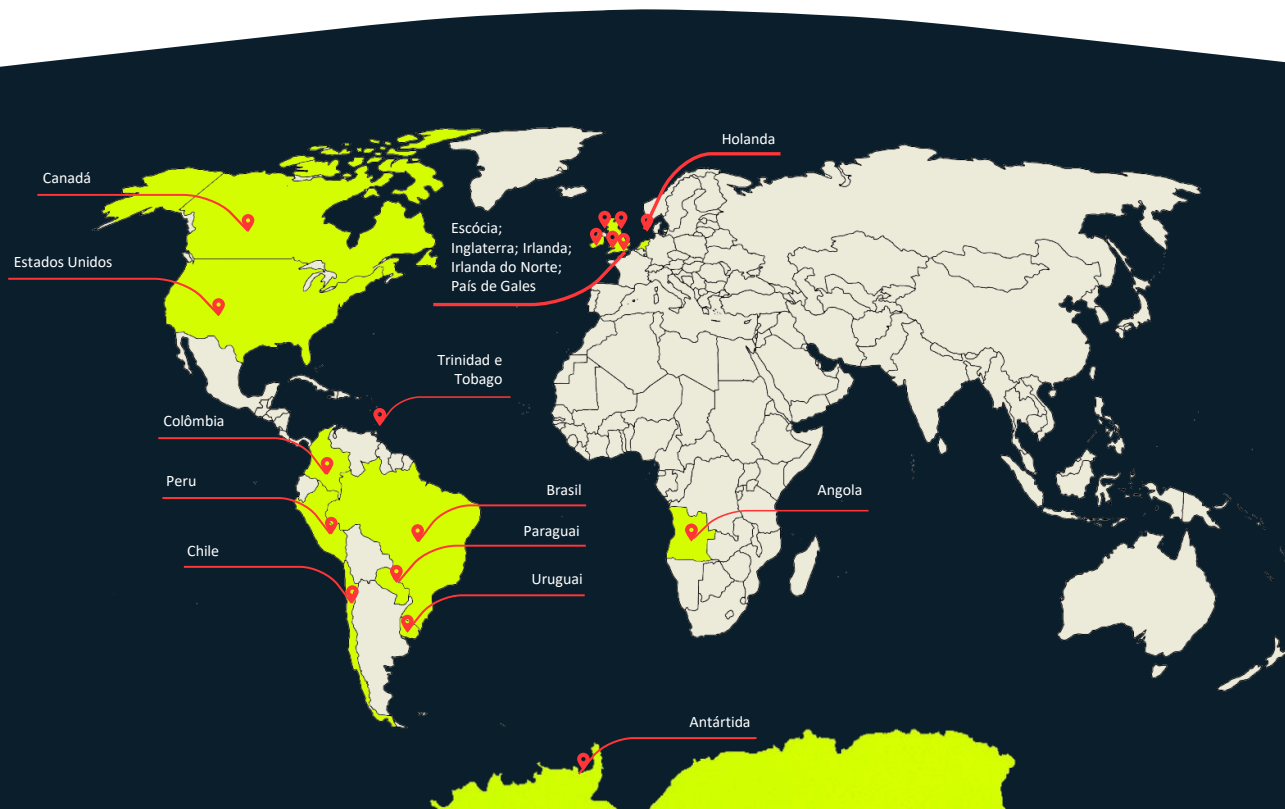 Holanda
Canadá
Escócia;
Inglaterra; Irlanda;
Irlanda do Norte;
País de Gales
Estados Unidos
Trinidad e
Tobago
Colômbia
Peru
Brasil
Angola
Paraguai
Chile
Uruguai
Antártida